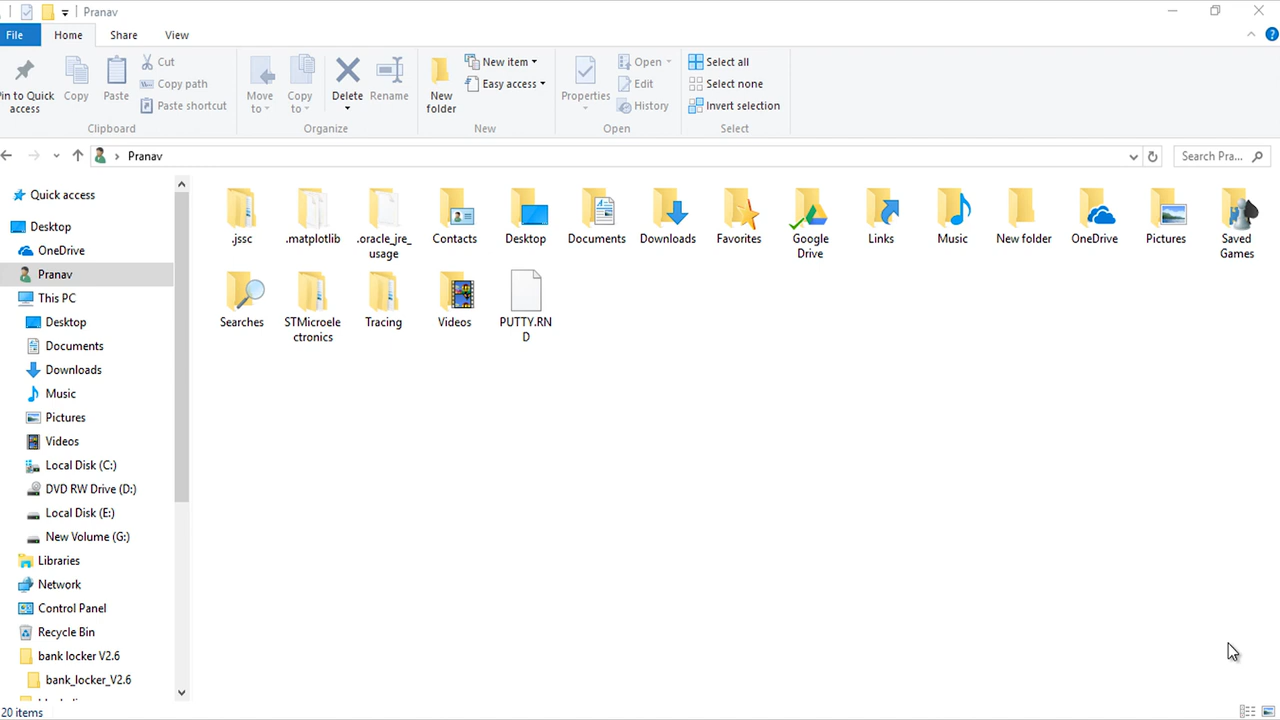 Pranav
File Home Share View
Pin to Quick access
Copy
Paste
Cut
Copy path
Paste shortcut
Clipboard
Move to
Copy to
Delete
Rename
Organize
New folder
New item
Easy access
New
Properties
Open
Edit
History
Open
Select all
Select none
Invert selection
Select
Pranav
Search Pra...
Quick access
Desktop
OneDrive
Pranav
This PC
Desktop
Documents
Downloads
Music
Pictures
Videos
Local Disk (C:)
DVD RW Drive (D:)
Local Disk (E:)
New Volume (G:)
Libraries
Network
Control Panel
Recycle Bin
bank locker V2.6
bank_locker_V2.6
.jssc
.matplotlib
.oracle_jre_
usage
Contacts
Desktop
Documents
Downloads
Favorites
Google
Drive
Links
Music
New folder
OneDrive
Pictures
Saved
Games
Searches
STMicroele
ctronics
Tracing
Videos
PUTTY.RN
D
20 items